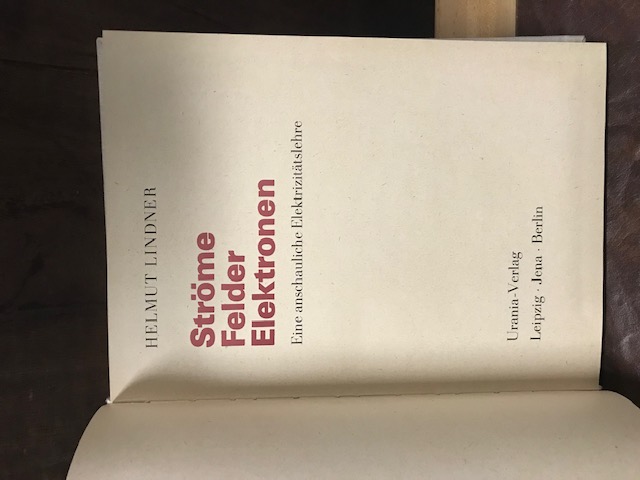 HELMUT LINDNER
Ströme
Felder
Elektronen
Eine anschauliche Elektrizitätslehre
Urania-Verlag
Leipzig · Jena · Berlin